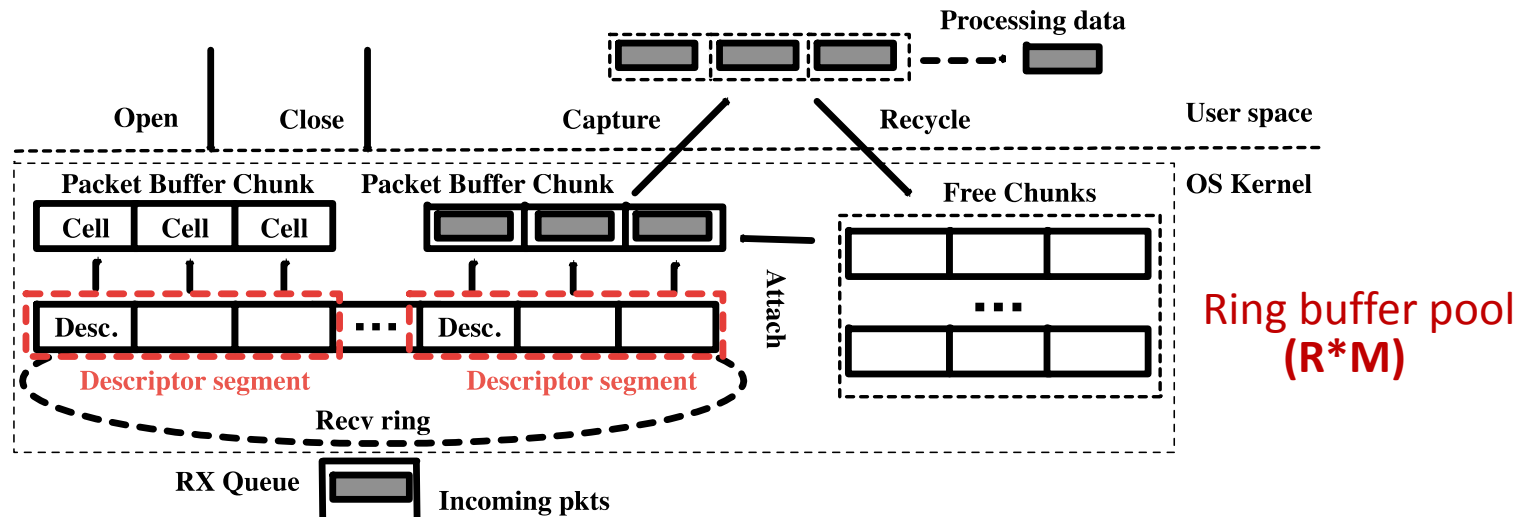 Processing data
Open
Close
Capture
Recycle
User space
Packet Buffer Chunk
Packet Buffer Chunk
Free Chunks
OS Kernel
Cell
Cell
Cell
Attach
Desc.
...
Desc.
...
Ring buffer pool
(R*M)
Descriptor segment
Descriptor segment
Recv ring
RX Queue
Incoming pkts